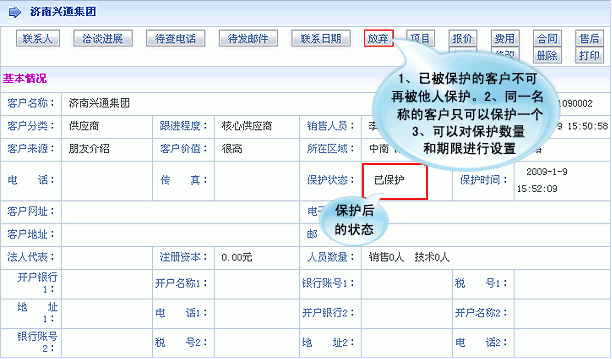 济南兴通集团
联系人 洽谈进展 待查电话 待发邮件 联系日期 放弃 项目 报价 费用 合同 售后
修改 删除 打印
1、已被保护的客户不可
再被他人保护。2、同一名
称的客户只可以保护一个
3、可以对保护数量
和期限进行设置
基本情况
客户名称： 济南兴通集团 1090002
客户分类： 供应商 跟进程度： 核心供应商 销售人员： 李 9 15:50:58
客户来源： 朋友介绍 客户价值： 很高 所在区域： 中南
电 话： 传 真： 保护状态： 已保护 保护时间： 2009-1-9
15:52:09
保护后
的状态
客户网址： 电子
客户地址： 邮
法人代表： 注册资本： 0.00元 人员数量： 销售0人 技术0人
开户银行
1： 开户名称1： 银行账号1： 税 号1：
地 址
1： 电 话1： 开户银行2： 开户名称2：
银行账号
2： 税 号2： 地 址2： 电 话2：